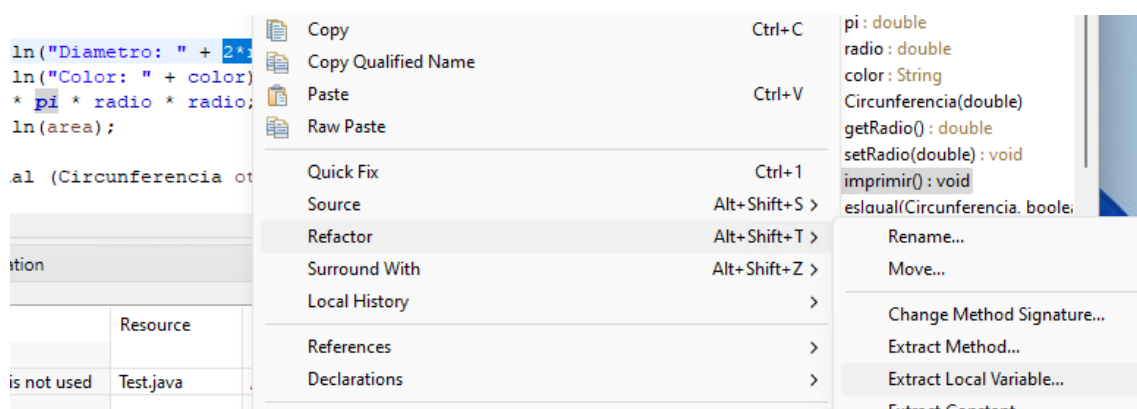 ln("Diametro: " + 2*
ln("Color: " + color)
* pi * radio * radio;
ln(area);
al (Circunferencia ot
ation
Resource
is not used Test.java
Copy Ctrl+C
Copy Qualified Name
Paste Ctrl+V
Raw Paste
Quick Fix Ctrl+1
Source Alt+Shift+S >
Refactor Alt+Shift+T >
Surround With Alt+Shift+Z >
Local History >
References >
Declarations >
pi : double
radio : double
color : String
Circunferencia(double)
getRadio() : double
setRadio(double) : void
imprimir() : void
esIgual(Circunferencia, boolea
Rename...
Move...
Change Method Signature...
Extract Method...
Extract Local Variable...
Extract Constant